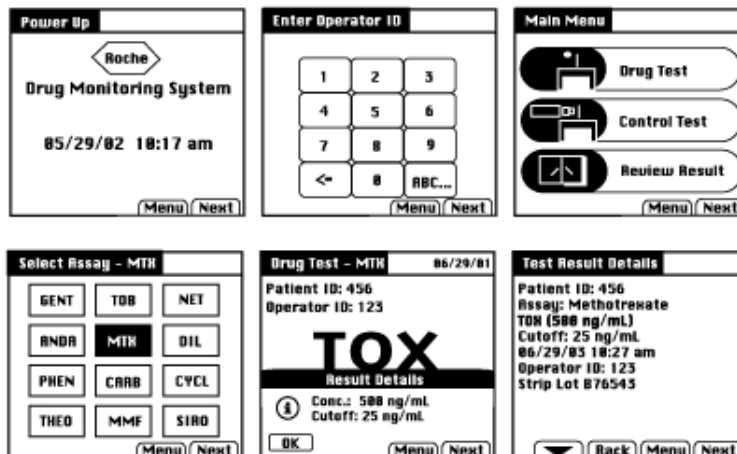 Power Up
Roche
Drug Monitoring System
05/29/02 10:17 am
Menu Next
Enter Operator ID
1 2 3
4 5 6
7 8 9
<- 0 ABC...
Menu Next
Main Menu
Drug Test
Control Test
Review Result
Menu Next
Select Assay - MTX
GENT TOB NET
ANDA MTX DIL
PHEN CARB CYCL
THEO MMF SIRO
Menu Next
Drug Test - MTX 06/29/01
Patient ID: 456
Operator ID: 123
TOX
Result Details
i Conc.: 500 ng/mL
Cutoff: 25 ng/mL
OK Menu Next
Test Result Details
Patient ID: 456
Assay: Methotrexate
TOX (500 ng/mL)
Cutoff: 25 ng/mL
06/29/03 10:27 am
Operator ID: 123
Strip Lot B76543
Back Menu Next